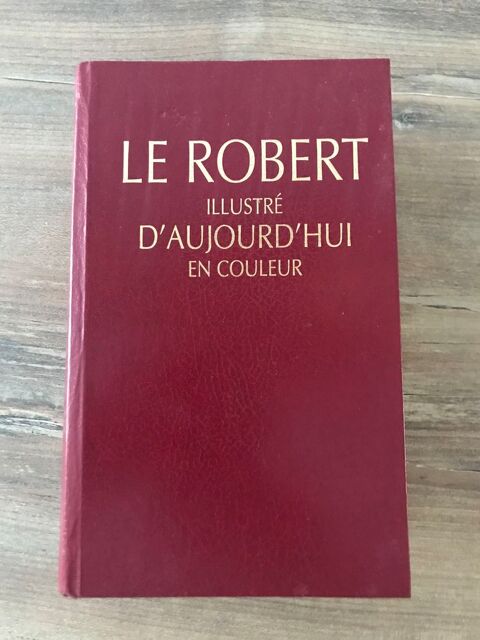 LE ROBERT
ILLUSTRÉ
D'AUJOURD'HUI
EN COULEUR